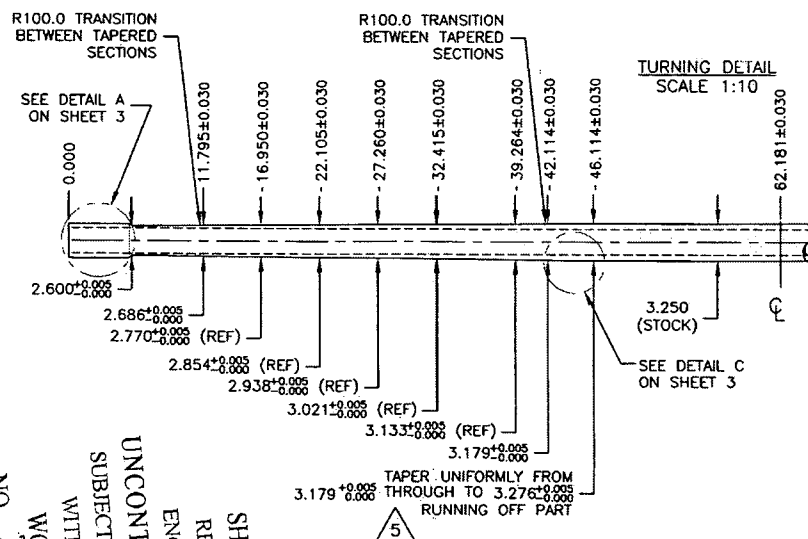 R100.0 TRANSITION
BETWEEN TAPERED
SECTIONS
R100.0 TRANSITION
BETWEEN TAPERED
SECTIONS
TURNING DETAIL
SCALE 1:10
SEE DETAIL A
ON SHEET 3
0.000
11.795±0.030
16.950±0.030
22.105±0.030
27.260±0.030
32.415±0.030
39.264±0.030
42.114±0.030
46.114±0.030
62.181±0.030
2.600+0.005
-0.000
2.686+0.005
-0.000
2.770+0.005
-0.000 (REF)
2.854+0.005
-0.000 (REF)
2.938+0.005
-0.000 (REF)
3.021+0.005
-0.000 (REF)
3.133+0.005
-0.000 (REF)
3.179+0.005
-0.000
3.250
(STOCK)
℄
SEE DETAIL C
ON SHEET 3
TAPER UNIFORMLY FROM
3.179+0.005
0.000 THROUGH TO 3.276+0.005
-0.000
RUNNING OFF PART
5
SH
RE
ENG
UNCONT
SUBJECT
WITH
WO
NO